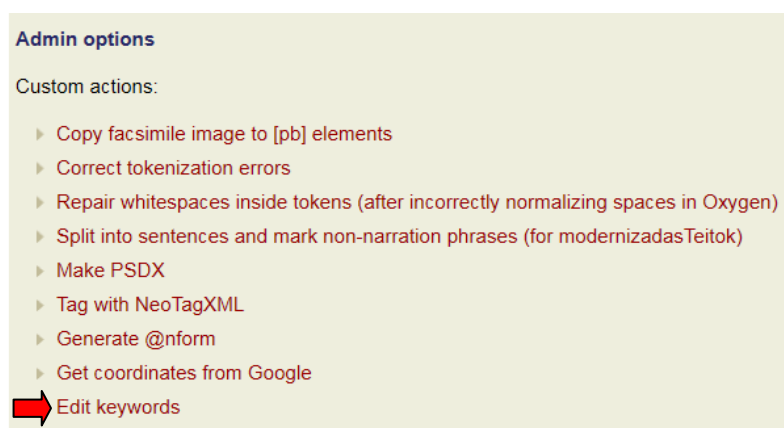 Admin options
Custom actions:
Copy facsimile image to [pb] elements
Correct tokenization errors
Repair whitespaces inside tokens (after incorrectly normalizing spaces in Oxygen)
Split into sentences and mark non-narration phrases (for modernizadasTeitok)
Make PSDX
Tag with NeoTagXML
Generate @nform
Get coordinates from Google
Edit keywords